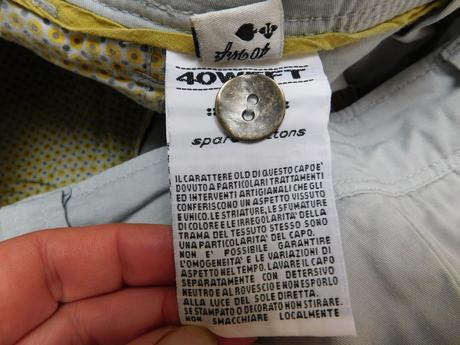 40 Weft
40WEFT
spare buttons
IL CARATTERE OLD DI QUESTO CAPO E'
DOVUTO A PARTICOLARI TRATTAMENTI
ED INTERVENTI ARTIGIANALI CHE GLI
CONFERISCONO UN ASPETTO VISSUTO
E UNICO. LE STRIATURE, LE SFUMATURE
DI COLORE E LE IRREGOLARITA' DELLA
TRAMA DEL TESSUTO STESSO SONO
UNA PARTICOLARITA' DEL CAPO.
NON E' POSSIBILE GARANTIRE
L'OMOGENEITA' E LE VARIAZIONI DI
ASPETTO NEL TEMPO. LAVARE IL CAPO
SEPARATAMENTE CON DETERSIVO
NEUTRO E AL ROVESCIO E NON ESPORLO
ALLA LUCE DEL SOLE DIRETTA.
SE STAMPATO O DECORATO NON STIRARE.
NON SMACCHIARE LOCALMENTE